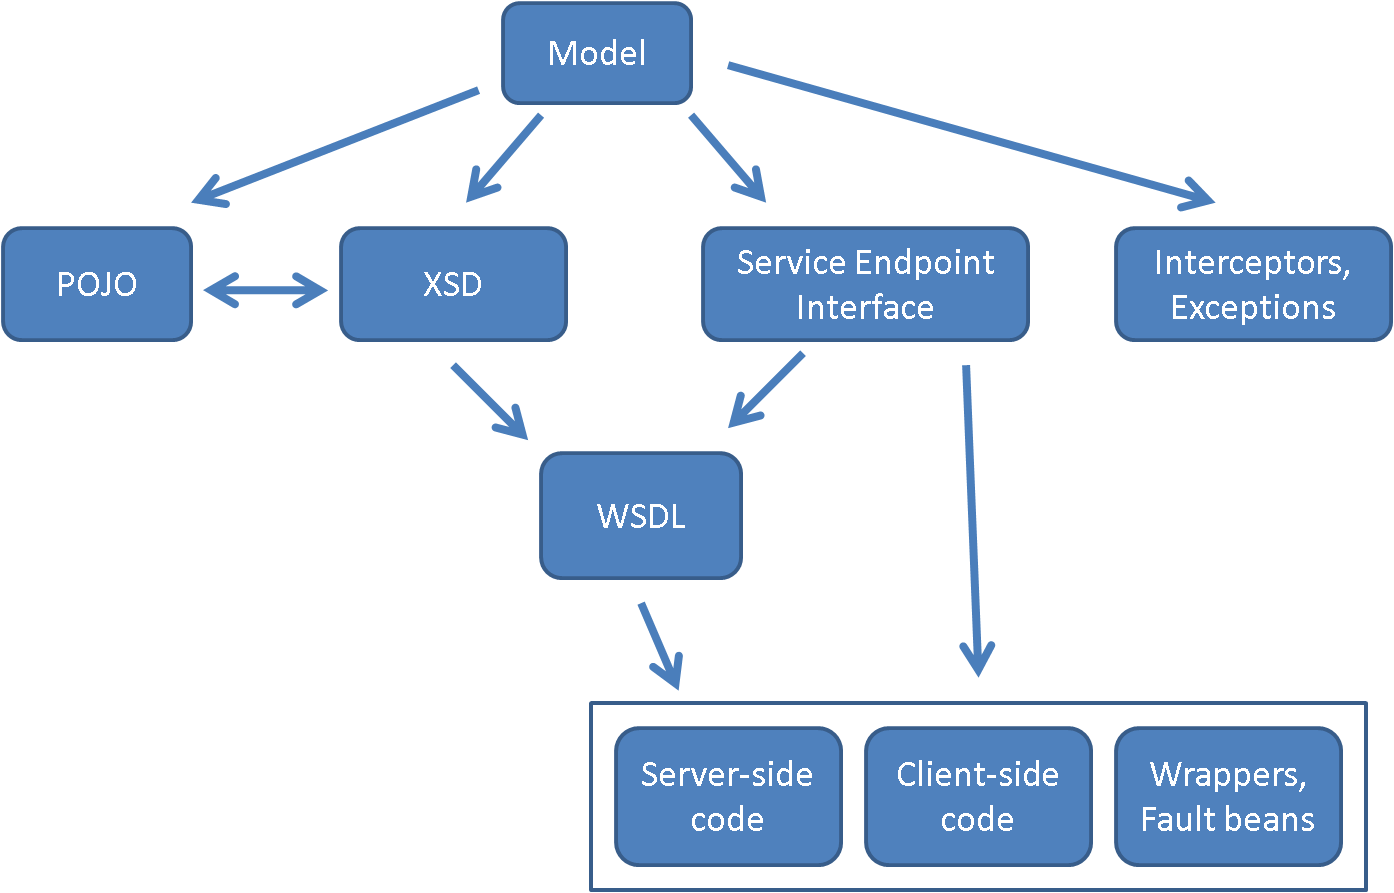 Model
POJO
XSD
Service Endpoint
Interface
Interceptors,
Exceptions
WSDL
Server-side
code
Client-side
code
Wrappers,
Fault beans